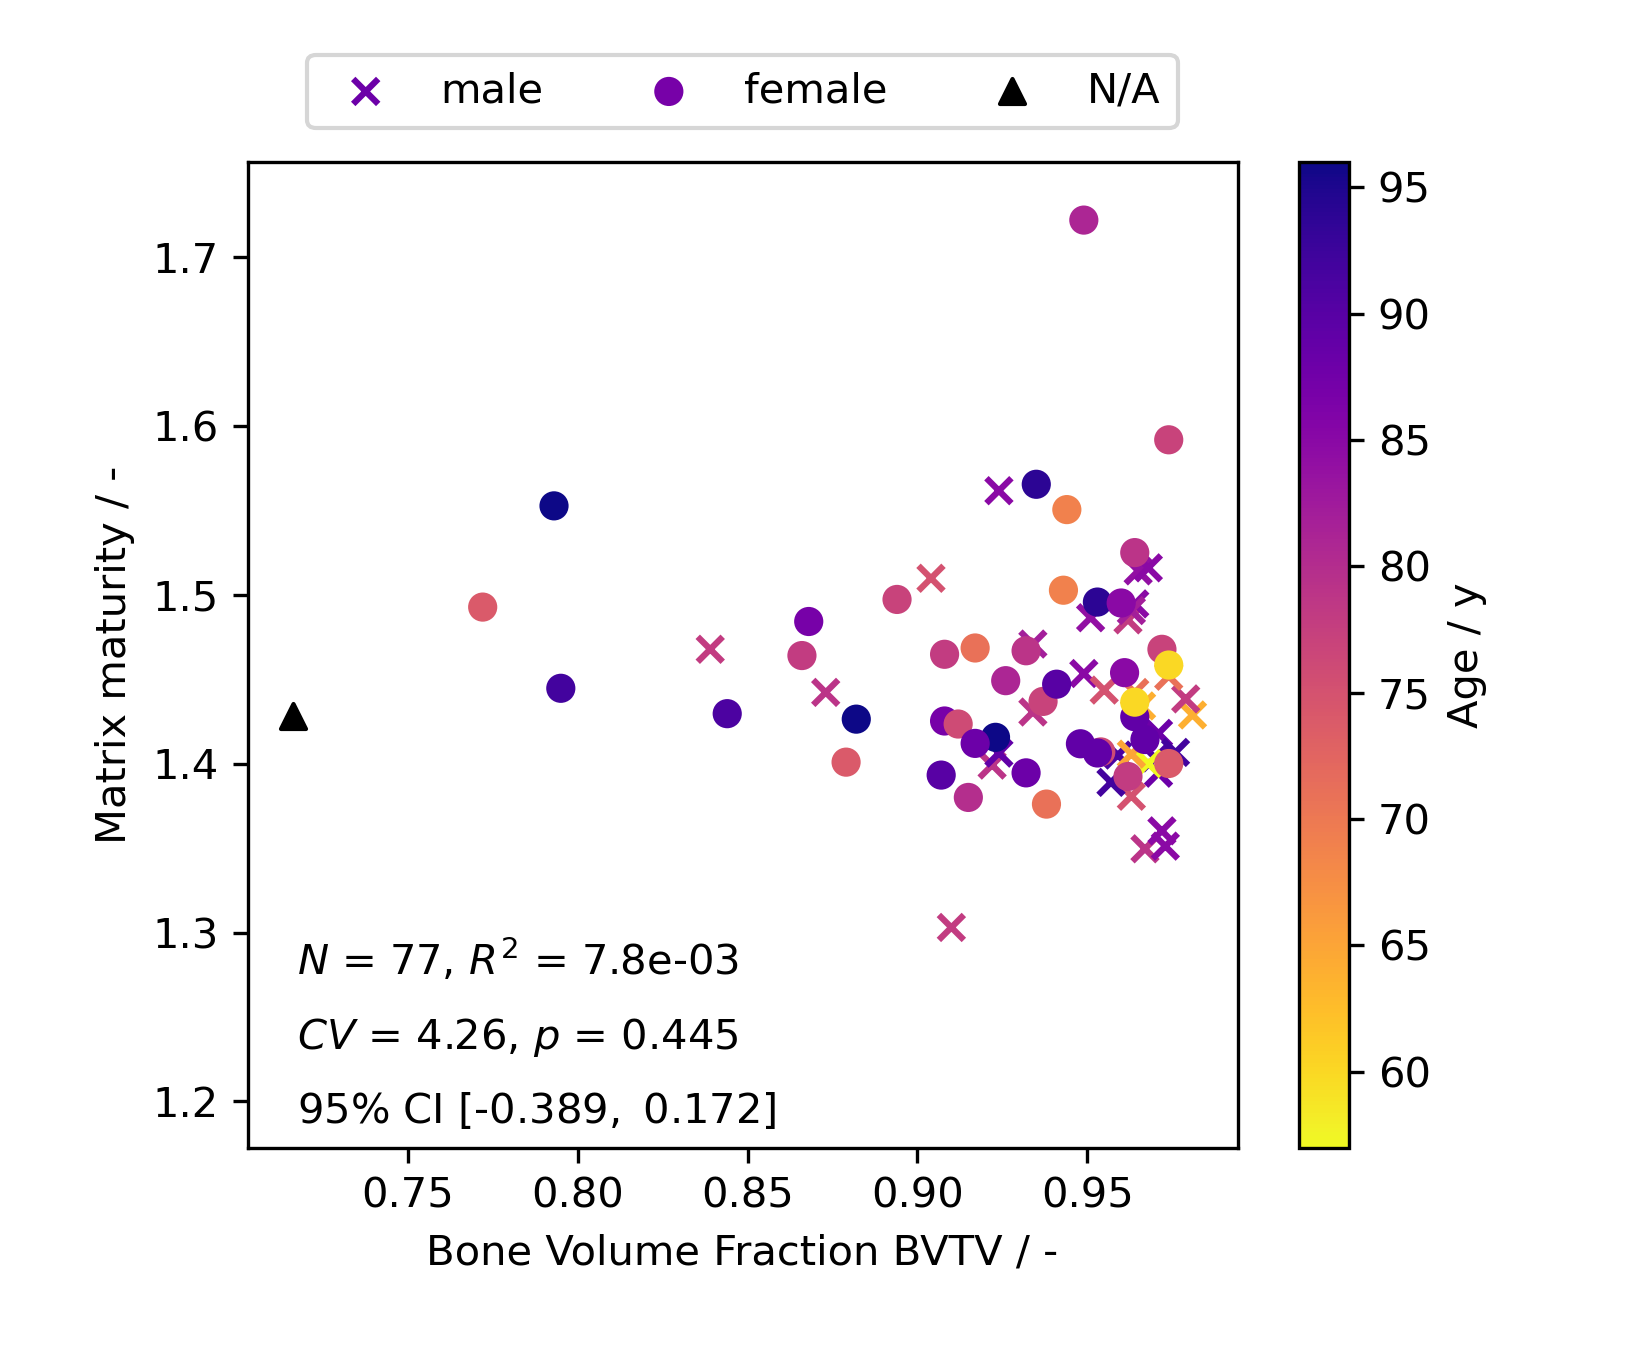 male female N/A
1.7
1.6
1.5
1.4
1.3
1.2
Matrix maturity / -
N = 77, R² = 7.8e-03
CV = 4.26, p = 0.445
95% CI [-0.389, 0.172]
0.75 0.80 0.85 0.90 0.95
Bone Volume Fraction BVTV / -
95
90
85
80
75
70
65
60
Age / y